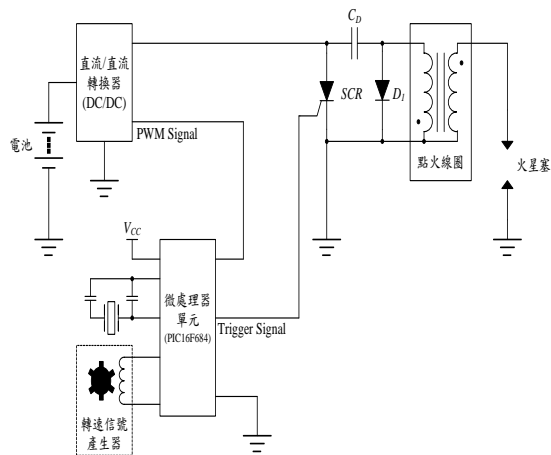 C_D
直流/直流
轉換器
(DC/DC)
SCR
D_1
PWM Signal
電池
點火線圈
火星塞
V_CC
微處理器
單元
(PIC16F684)
Trigger Signal
轉速信號
產生器